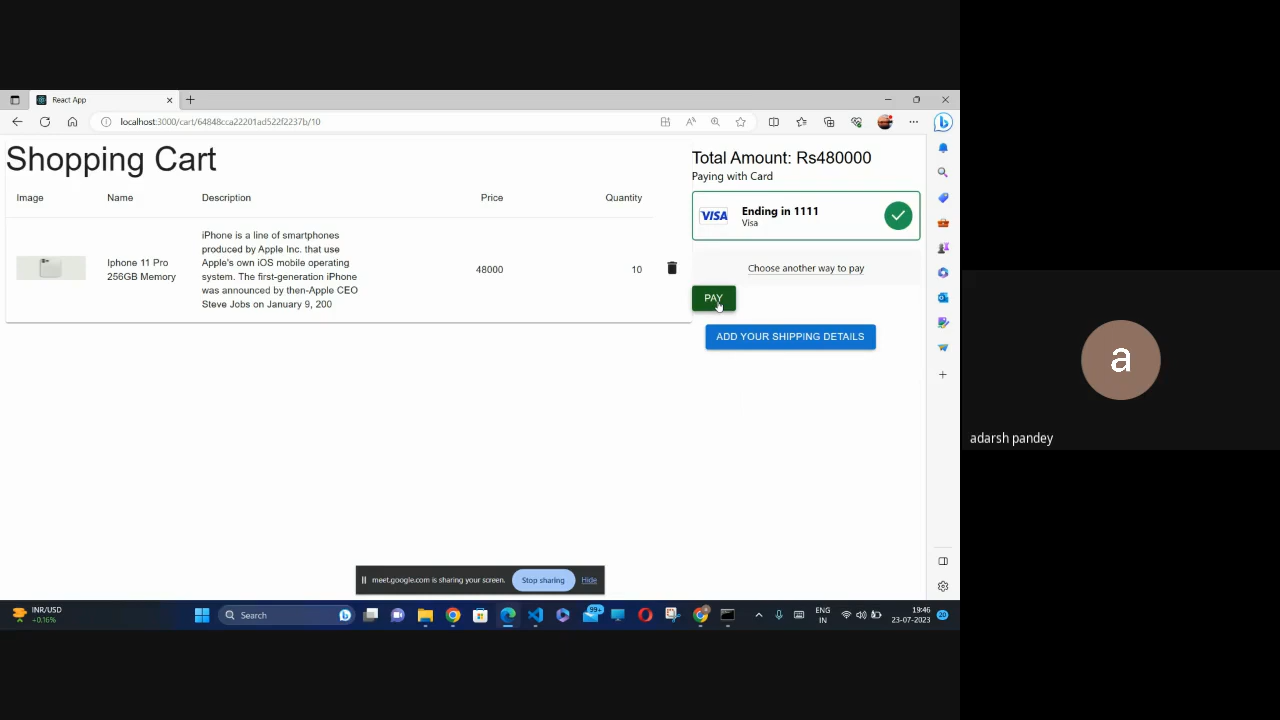 React App
localhost:3000/cart/64848cca22201ad522f2237b/10
Shopping Cart
Image Name Description Price Quantity
Iphone 11 Pro
256GB Memory
iPhone is a line of smartphones
produced by Apple Inc. that use
Apple's own iOS mobile operating
system. The first-generation iPhone
was announced by then-Apple CEO
Steve Jobs on January 9, 200
48000
10
Total Amount: Rs480000
Paying with Card
VISA
Ending in 1111
Visa
Choose another way to pay
PAY
ADD YOUR SHIPPING DETAILS
meet.google.com is sharing your screen.
Stop sharing
Hide
a
adarsh pandey
INR/USD
+0.16%
Search
99+
ENG
IN
19:46
23-07-2023
20